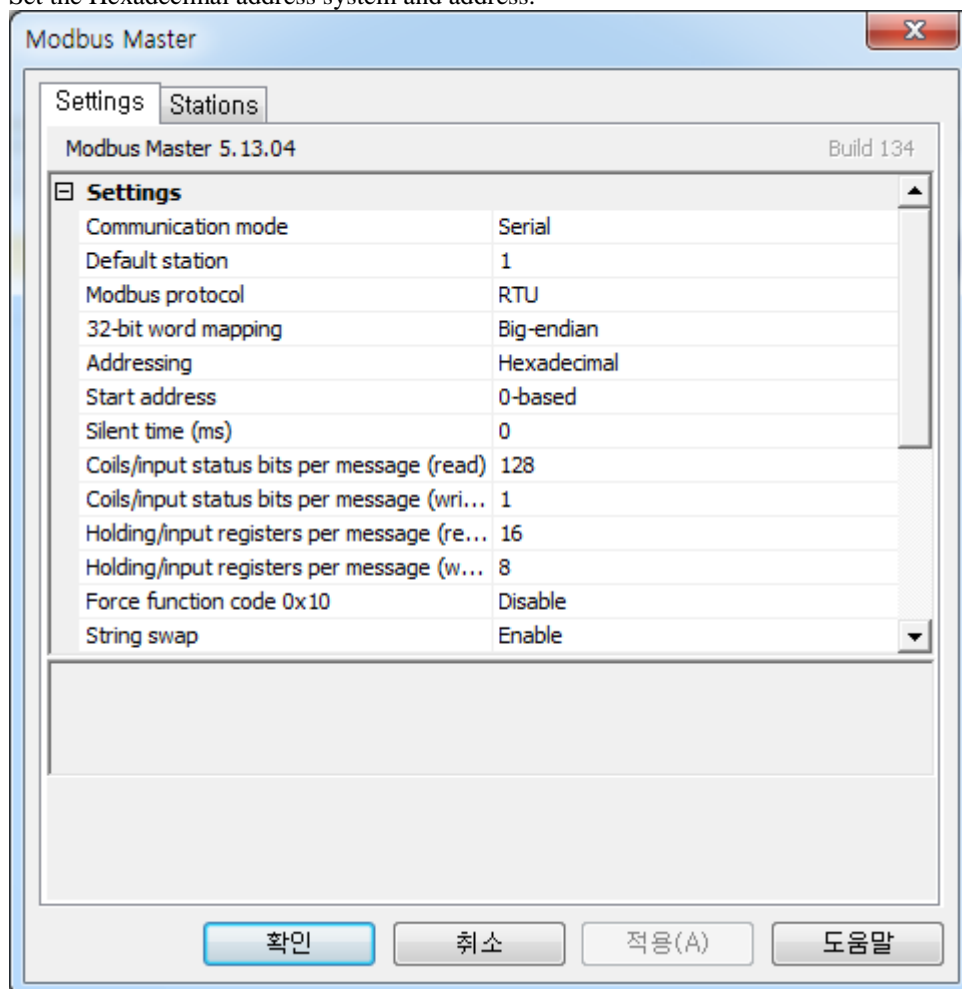 Set the Hexadecimal address system and address.
Modbus Master
Settings Stations
Modbus Master 5.13.04 Build 134
Settings
Communication mode Serial
Default station 1
Modbus protocol RTU
32-bit word mapping Big-endian
Addressing Hexadecimal
Start address 0-based
Silent time (ms) 0
Coils/input status bits per message (read) 128
Coils/input status bits per message (wri... 1
Holding/input registers per message (re... 16
Holding/input registers per message (w... 8
Force function code 0x10 Disable
String swap Enable
확인 취소 적용(A) 도움말